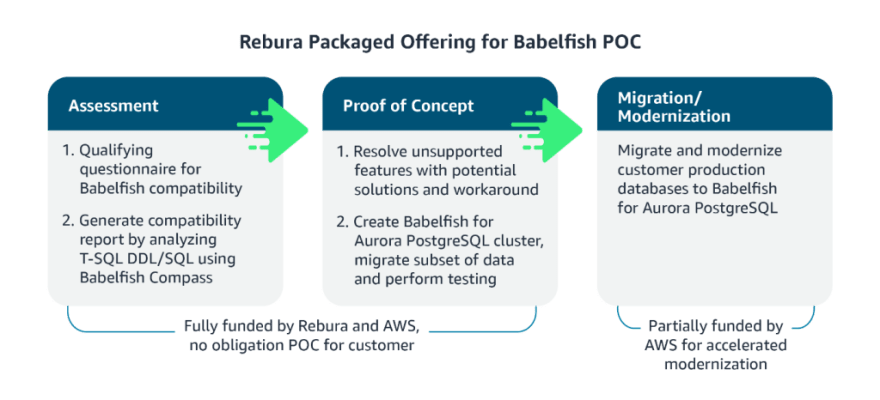 Rebura Packaged Offering for Babelfish POC
Assessment
1. Qualifying
questionnaire for
Babelfish compatibility
2. Generate compatibility
report by analyzing
T-SQL DDL/SQL using
Babelfish Compass
Proof of Concept
1. Resolve unsupported
features with potential
solutions and workaround
2. Create Babelfish for
Aurora PostgreSQL cluster,
migrate subset of data
and perform testing
Migration/
Modernization
Migrate and modernize
customer production
databases to Babelfish
for Aurora PostgreSQL
Fully funded by Rebura and AWS,
no obligation POC for customer
Partially funded by
AWS for accelerated
modernization